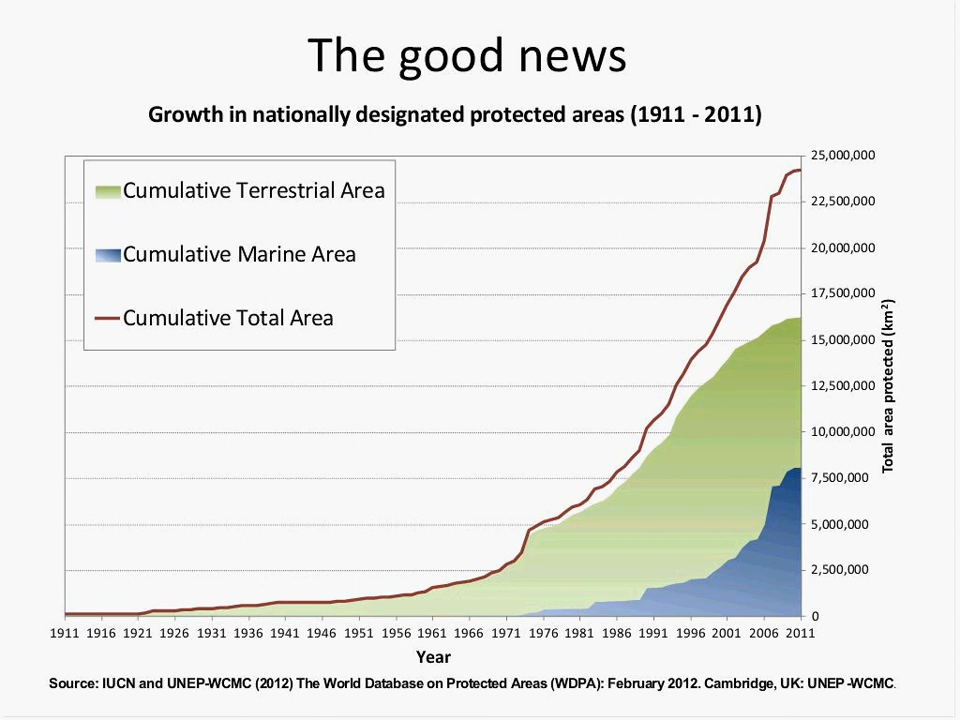 The good news
Growth in nationally designated protected areas (1911 - 2011)
Cumulative Terrestrial Area
Cumulative Marine Area
Cumulative Total Area
25,000,000
22,500,000
20,000,000
17,500,000
15,000,000
12,500,000
10,000,000
7,500,000
5,000,000
2,500,000
0
Total area protected (km²)
1911 1916 1921 1926 1931 1936 1941 1946 1951 1956 1961 1966 1971 1976 1981 1986 1991 1996 2001 2006 2011
Year
Source: IUCN and UNEP-WCMC (2012) The World Database on Protected Areas (WDPA): February 2012. Cambridge, UK: UNEP-WCMC.